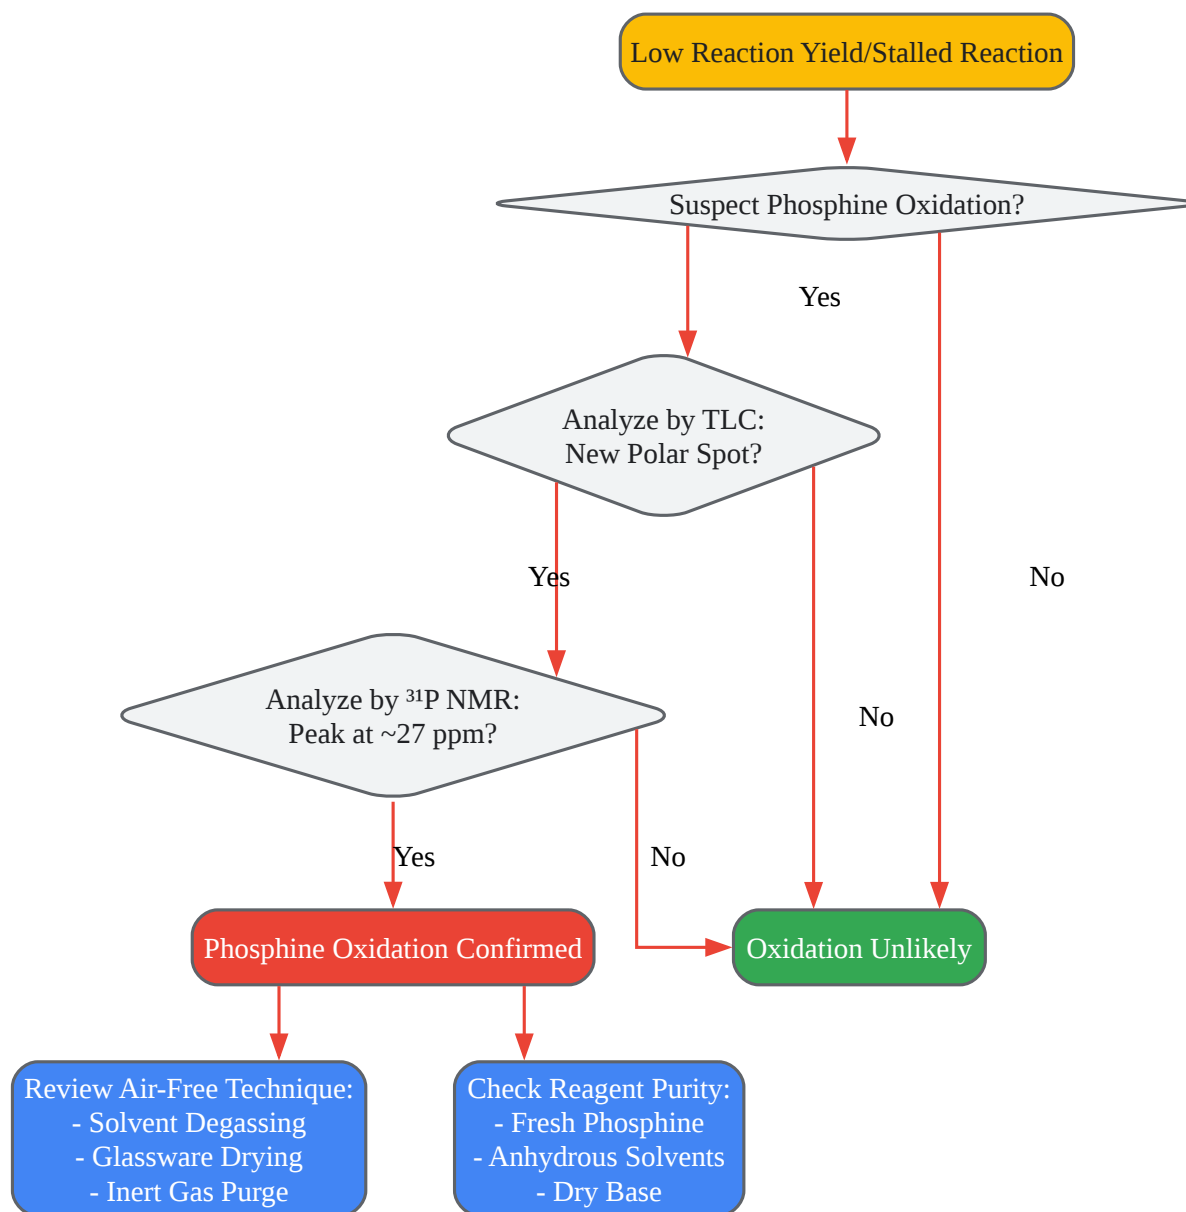 Low Reaction Yield/Stalled Reaction
Suspect Phosphine Oxidation?
Yes
Analyze by TLC:
New Polar Spot?
Yes
No
Analyze by ³¹P NMR:
Peak at ~27 ppm?
No
Yes
No
Phosphine Oxidation Confirmed
Oxidation Unlikely
Review Air-Free Technique:
- Solvent Degassing
- Glassware Drying
- Inert Gas Purge
Check Reagent Purity:
- Fresh Phosphine
- Anhydrous Solvents
- Dry Base